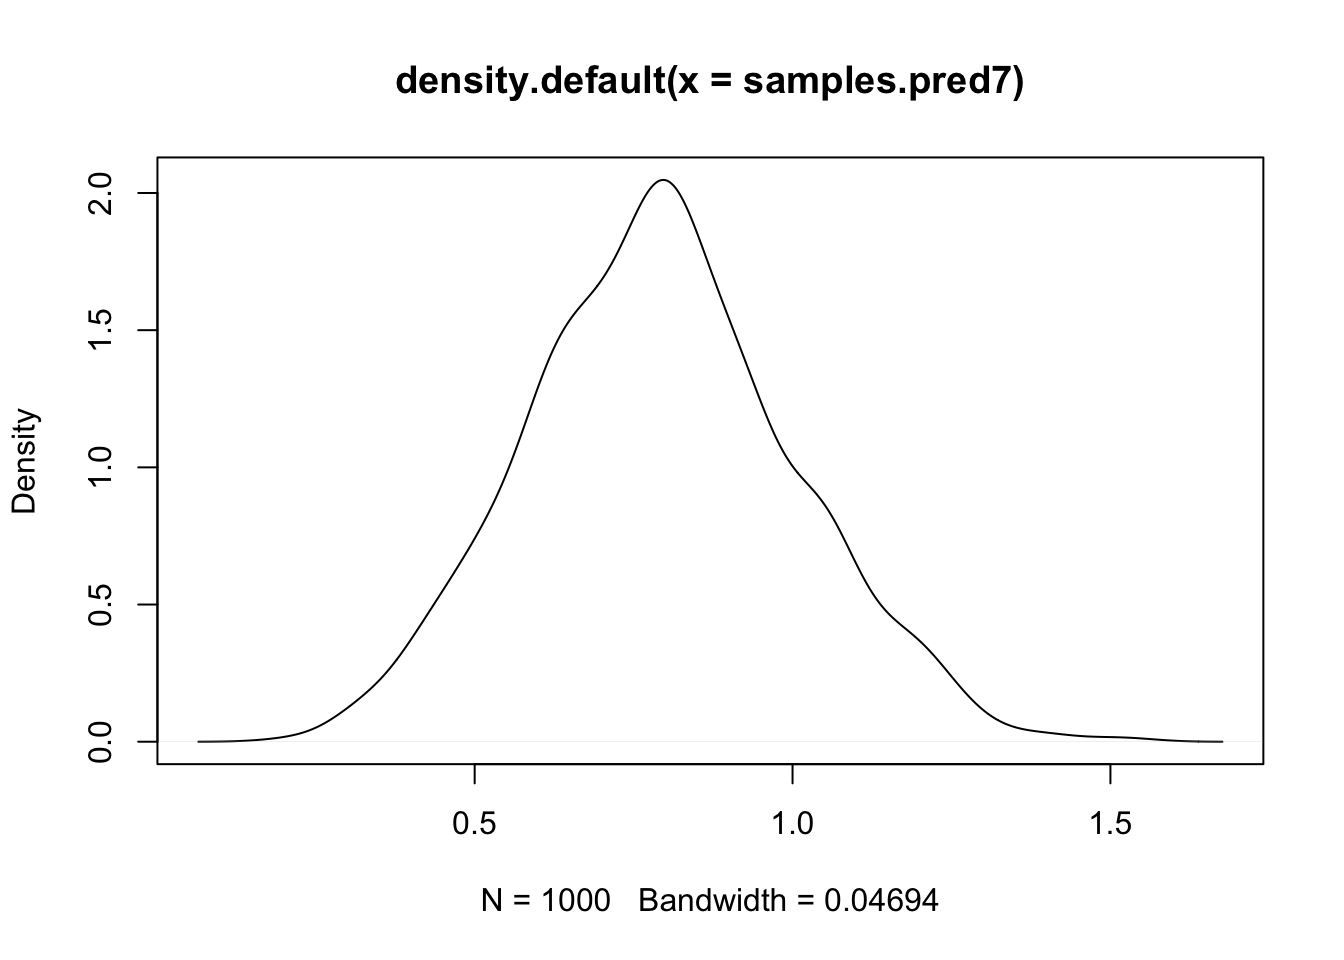 density.default(x = samples.pred7)
Density
2.0
1.5
1.0
0.5
0.0
0.5 1.0 1.5
N = 1000 Bandwidth = 0.04694